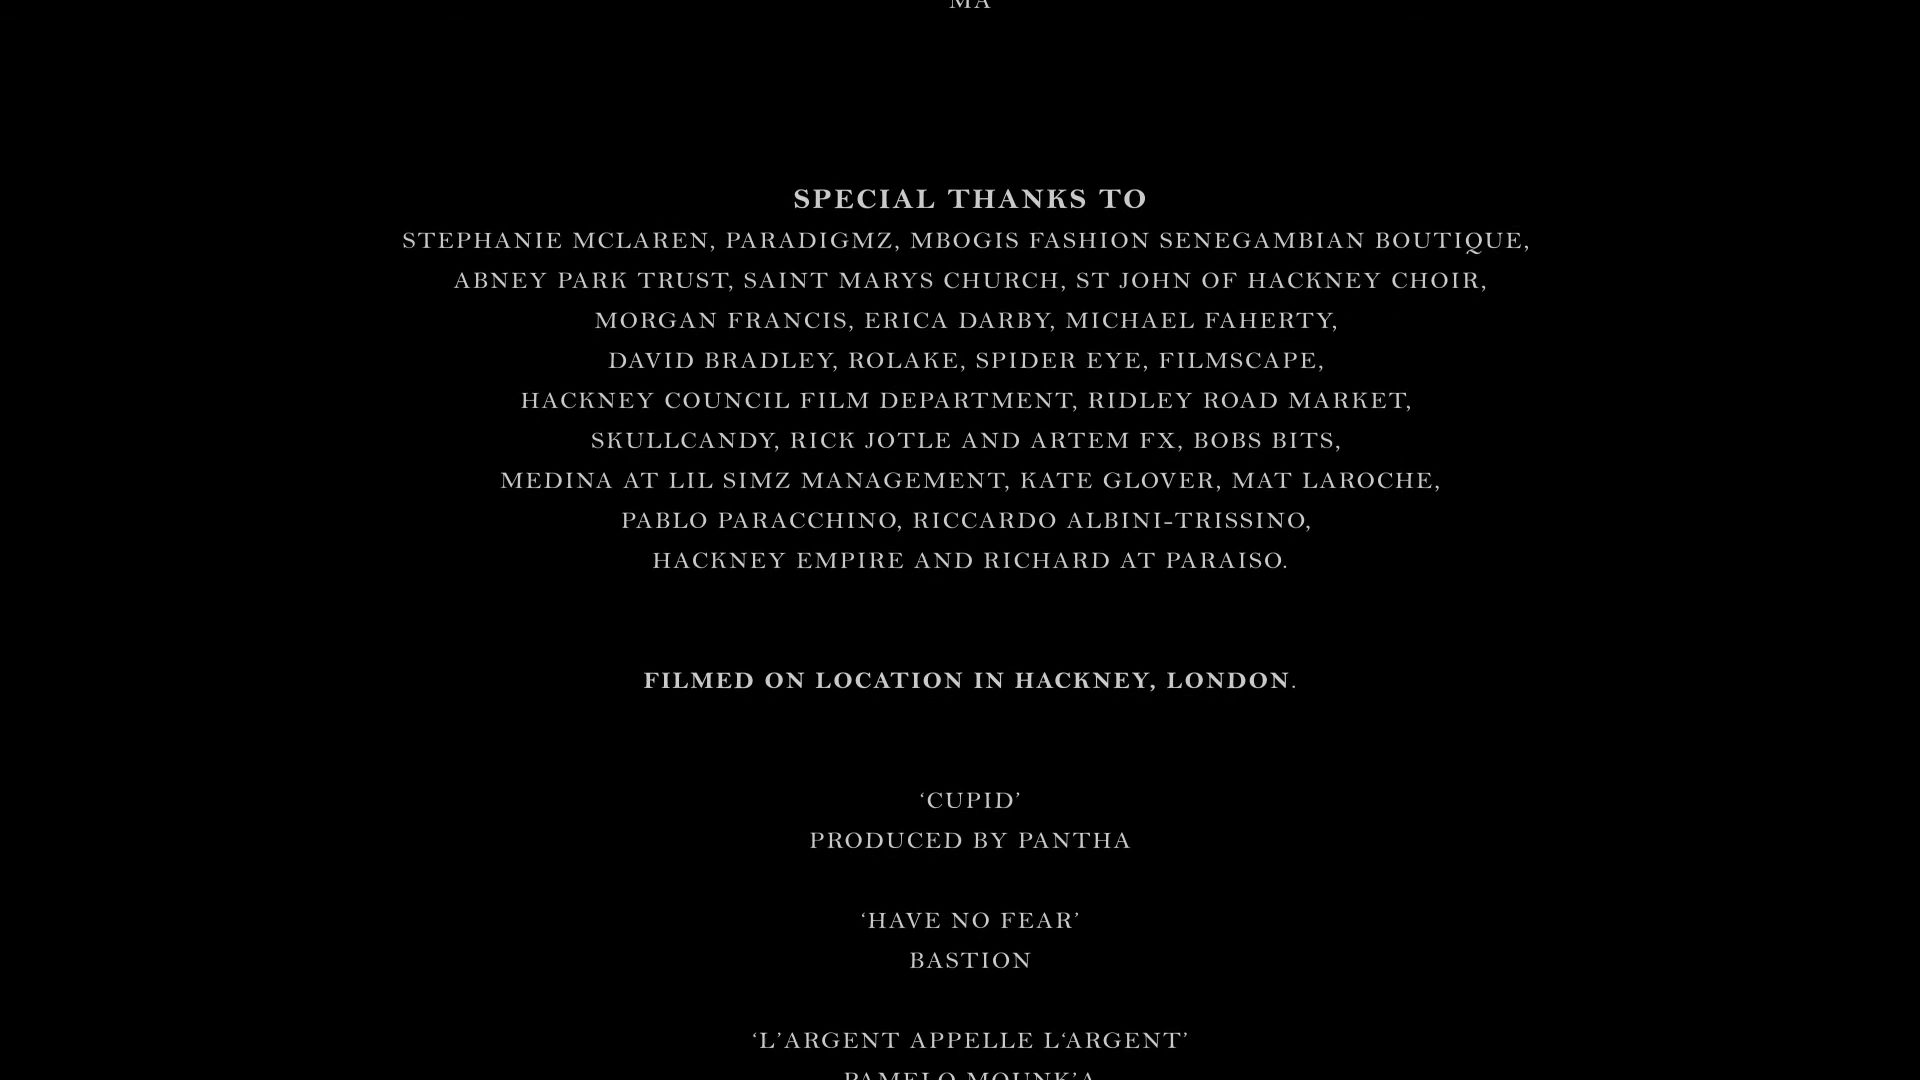 MA
SPECIAL THANKS TO
STEPHANIE MCLAREN, PARADIGMZ, MBOGIS FASHION SENEGAMBIAN BOUTIQUE,
ABNEY PARK TRUST, SAINT MARYS CHURCH, ST JOHN OF HACKNEY CHOIR,
MORGAN FRANCIS, ERICA DARBY, MICHAEL FAHERTY,
DAVID BRADLEY, ROLAKE, SPIDER EYE, FILMSCAPE,
HACKNEY COUNCIL FILM DEPARTMENT, RIDLEY ROAD MARKET,
SKULLCANDY, RICK JOTLE AND ARTEM FX, BOBS BITS,
MEDINA AT LIL SIMZ MANAGEMENT, KATE GLOVER, MAT LAROCHE,
PABLO PARACCHINO, RICCARDO ALBINI-TRISSINO,
HACKNEY EMPIRE AND RICHARD AT PARAISO.
FILMED ON LOCATION IN HACKNEY, LONDON.
‘CUPID’
PRODUCED BY PANTHA
‘HAVE NO FEAR’
BASTION
‘L’ARGENT APPELLE L‘ARGENT’
PAMELO MOUNK’A